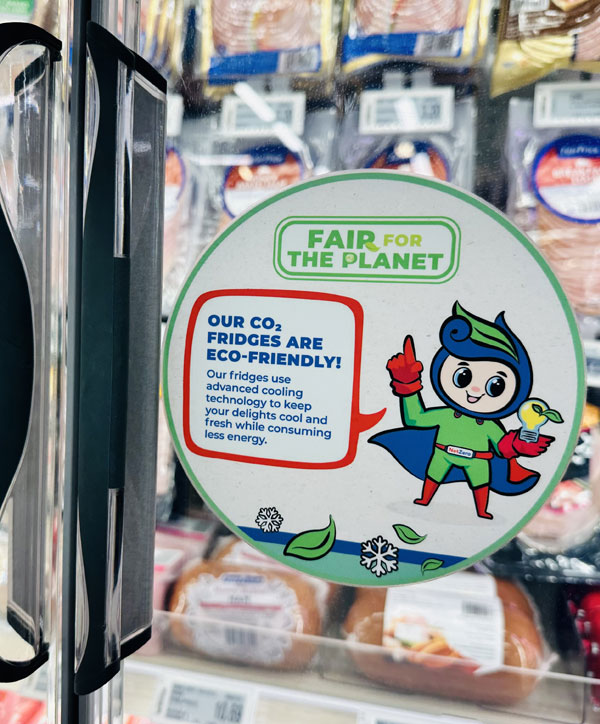 FAIR FOR
THE PLANET
OUR CO₂
FRIDGES ARE
ECO-FRIENDLY!
Our fridges use
advanced cooling
technology to keep
your delights cool and
fresh while consuming
less energy.
NetZero